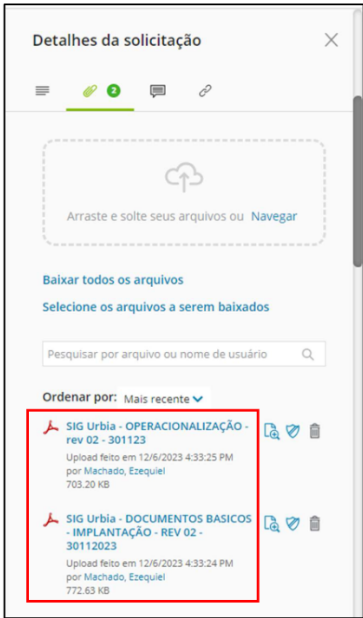 Detalhes da solicitação
2
Arraste e solte seus arquivos ou Navegar
Baixar todos os arquivos
Selecione os arquivos a serem baixados
Pesquisar por arquivo ou nome de usuário
Ordenar por: Mais recente
SIG Urbia - OPERACIONALIZAÇÃO -
rev 02 - 301123
Upload feito em 12/6/2023 4:33:25 PM
por Machado, Ezequiel
703.20 KB
SIG Urbia - DOCUMENTOS BASICOS
- IMPLANTAÇÃO - REV 02 -
30112023
Upload feito em 12/6/2023 4:33:24 PM
por Machado, Ezequiel
772.63 KB